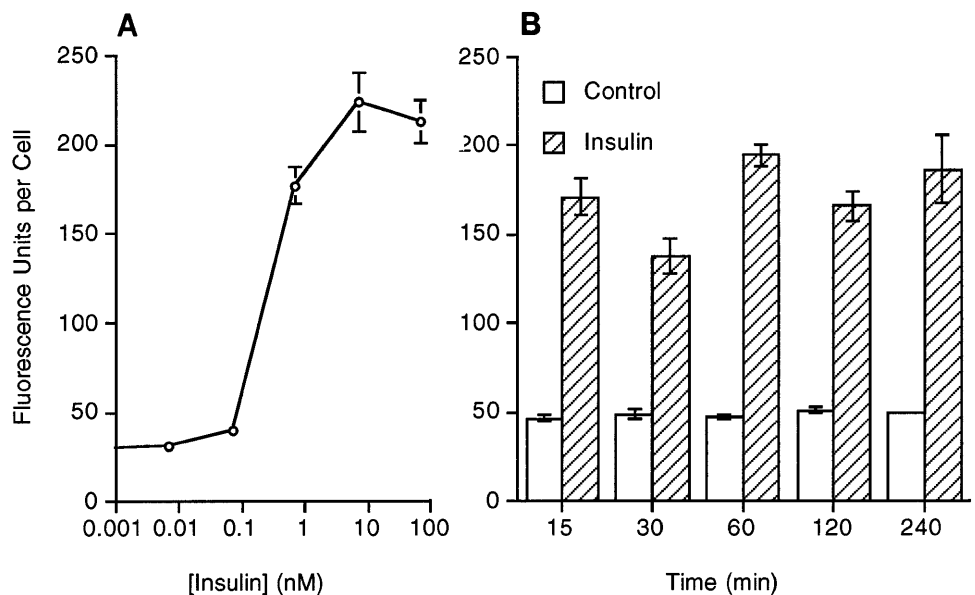 A
Fluorescence Units per Cell
250
200
150
100
50
0
0.001 0.01 0.1 1 10 100
[Insulin] (nM)
B
250
Control
.200
Insulin
150
100
50
0
15 30 60 120 240
Time (min)